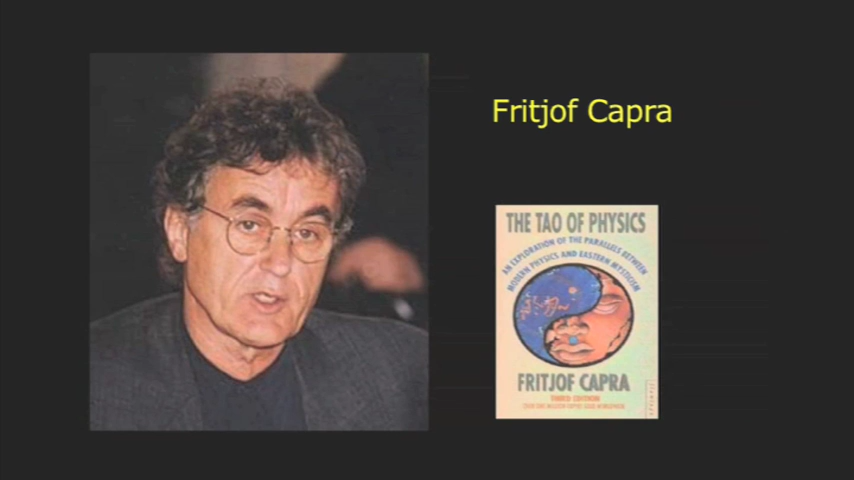 Fritjof Capra
THE TAO OF PHYSICS
AN EXPLORATION OF THE PARALLELS BETWEEN
MODERN PHYSICS AND EASTERN MYSTICISM
FRITJOF CAPRA
THIRD EDITION